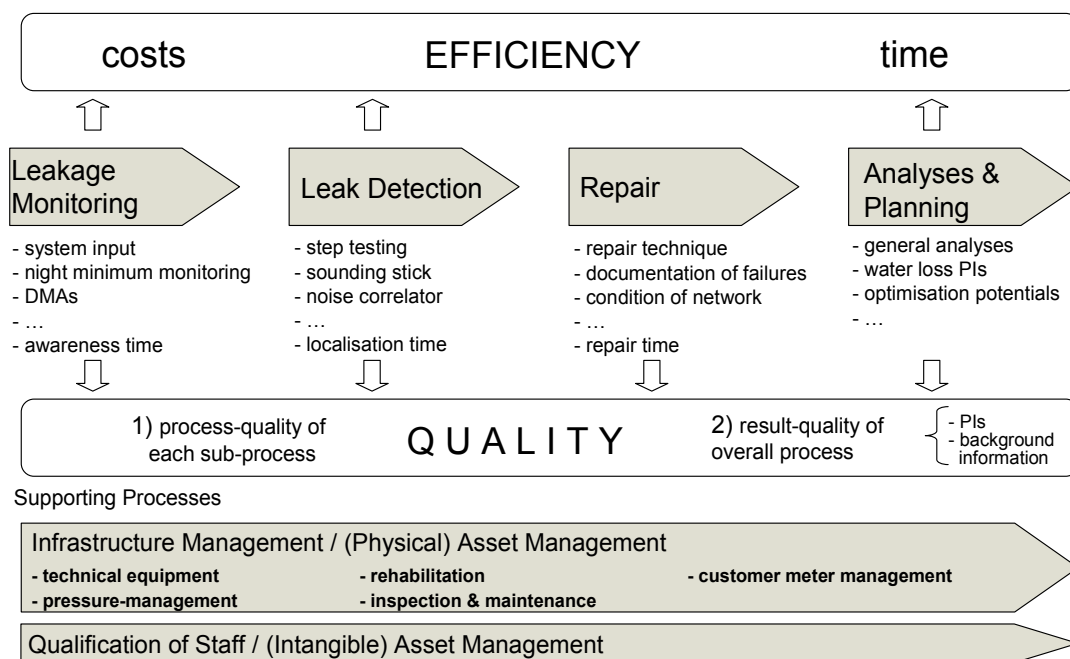 costs EFFICIENCY time
Leakage
Monitoring
- system input
- night minimum monitoring
- DMAs
- ...
- awareness time
Leak Detection
- step testing
- sounding stick
- noise correlator
- ...
- localisation time
Repair
- repair technique
- documentation of failures
- condition of network
- ...
- repair time
Analyses &
Planning
- general analyses
- water loss PIs
- optimisation potentials
- ...
1) process-quality of
each sub-process
QUALITY
2) result-quality of
overall process
- PIs
- background
information
Supporting Processes
Infrastructure Management / (Physical) Asset Management
- technical equipment - rehabilitation - customer meter management
- pressure-management - inspection & maintenance
Qualification of Staff / (Intangible) Asset Management